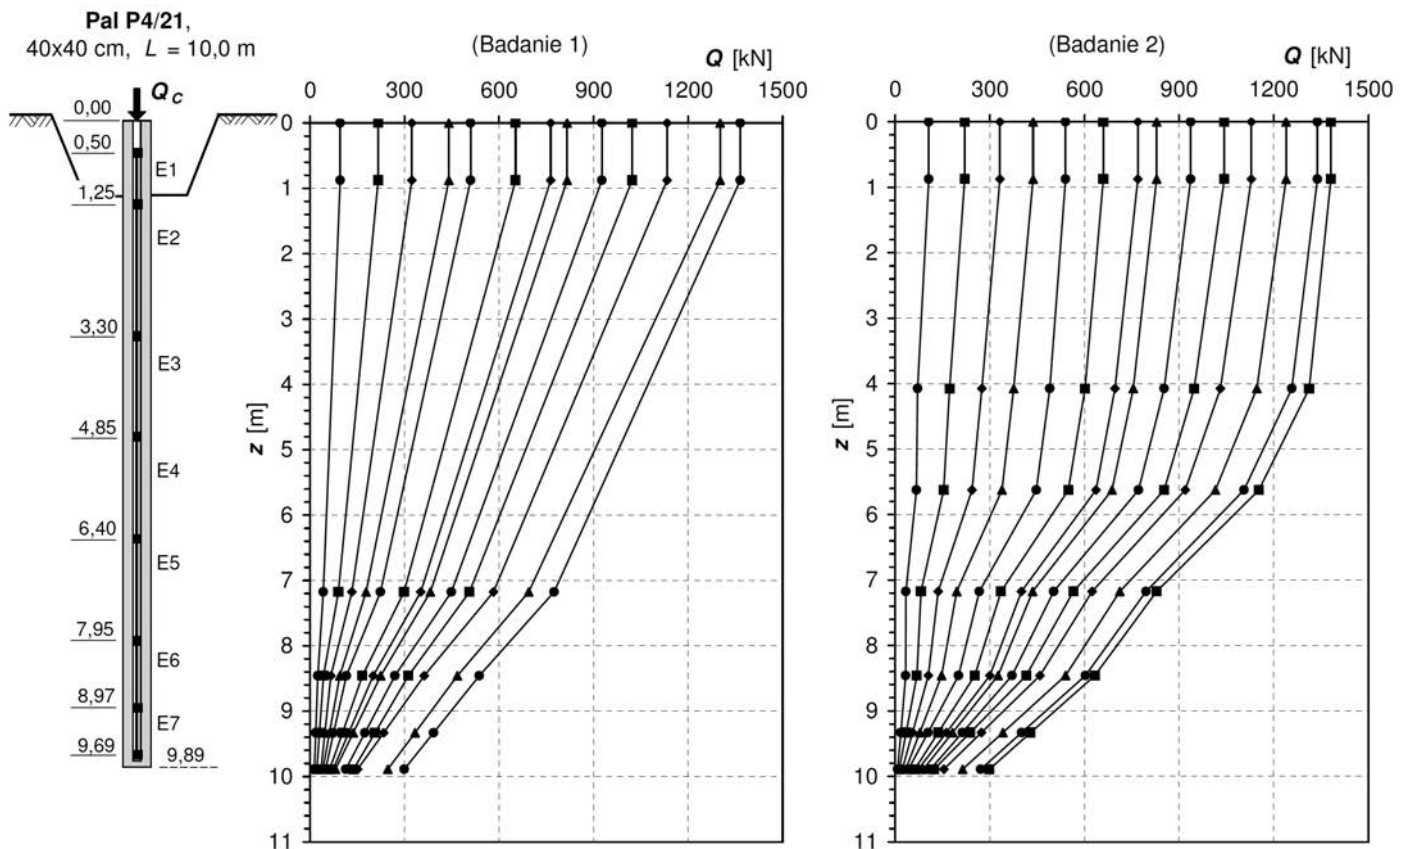 Pal P4/21,
40x40 cm, L = 10,0 m
Qc
0,00
0,50
E1
1,25
E2
3,30
E3
4,85
E4
6,40
E5
7,95
E6
8,97
E7
9,69
9,89
(Badanie 1)
Q [kN]
0 300 600 900 1200 1500
0
1
2
3
4
z [m]
5
6
7
8
9
10
11
(Badanie 2)
Q [kN]
0 300 600 900 1200 1500
0
1
2
3
4
z [m]
5
6
7
8
9
10
11